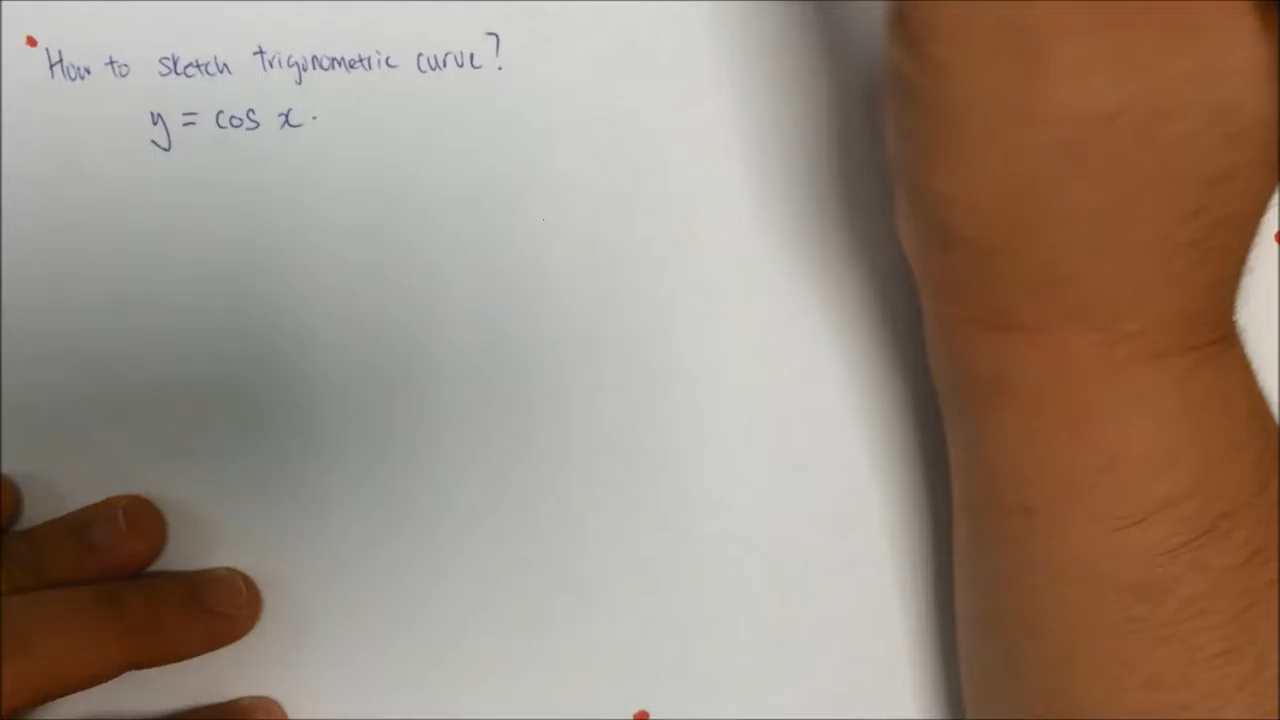 How to sketch trigonometric curve?
y = cos x.